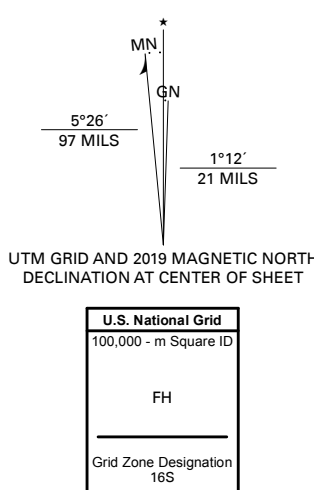 ★
MN
GN
5°26´
97 MILS
1°12´
21 MILS
UTM GRID AND 2019 MAGNETIC NORTH
DECLINATION AT CENTER OF SHEET
U.S. National Grid
100,000 - m Square ID
FH
Grid Zone Designation
16S